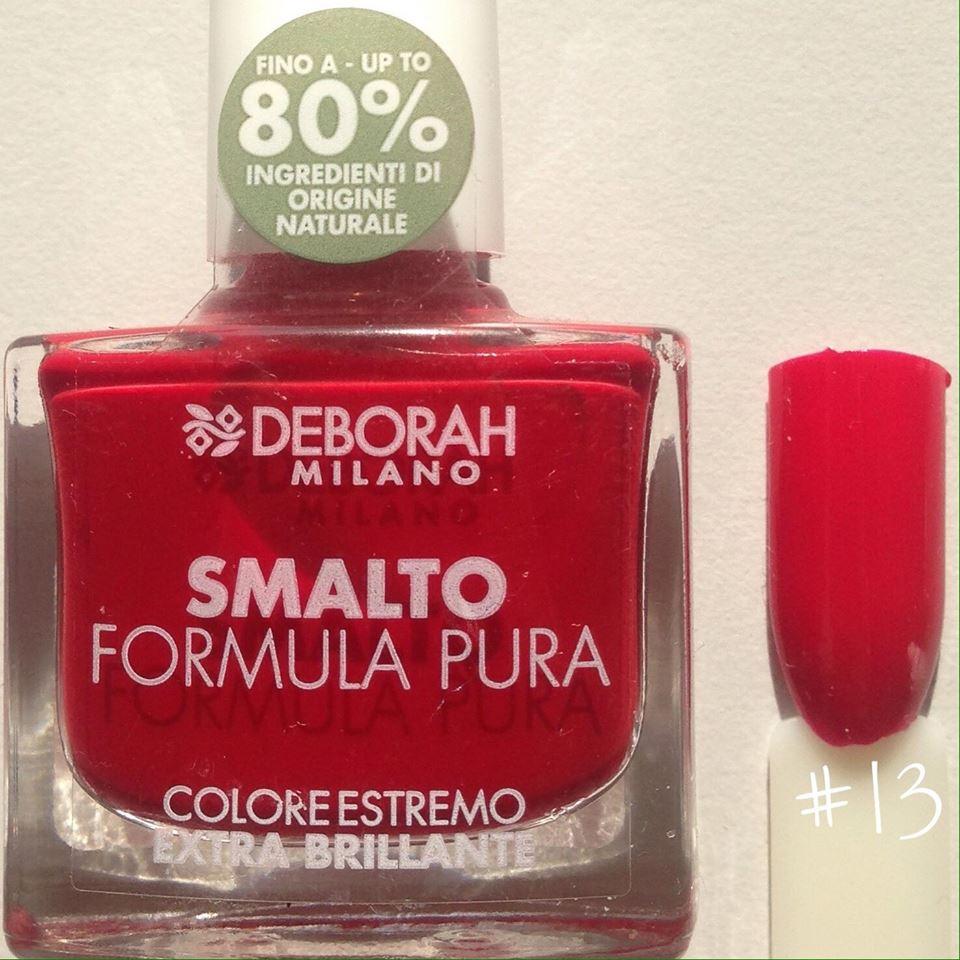 FINO A - UP TO
80%
INGREDIENTI DI
ORIGINE
NATURALE
DEBORAH
MILANO
SMALTO
FORMULA PURA
COLORE ESTREMO
EXTRA BRILLANTE
#13